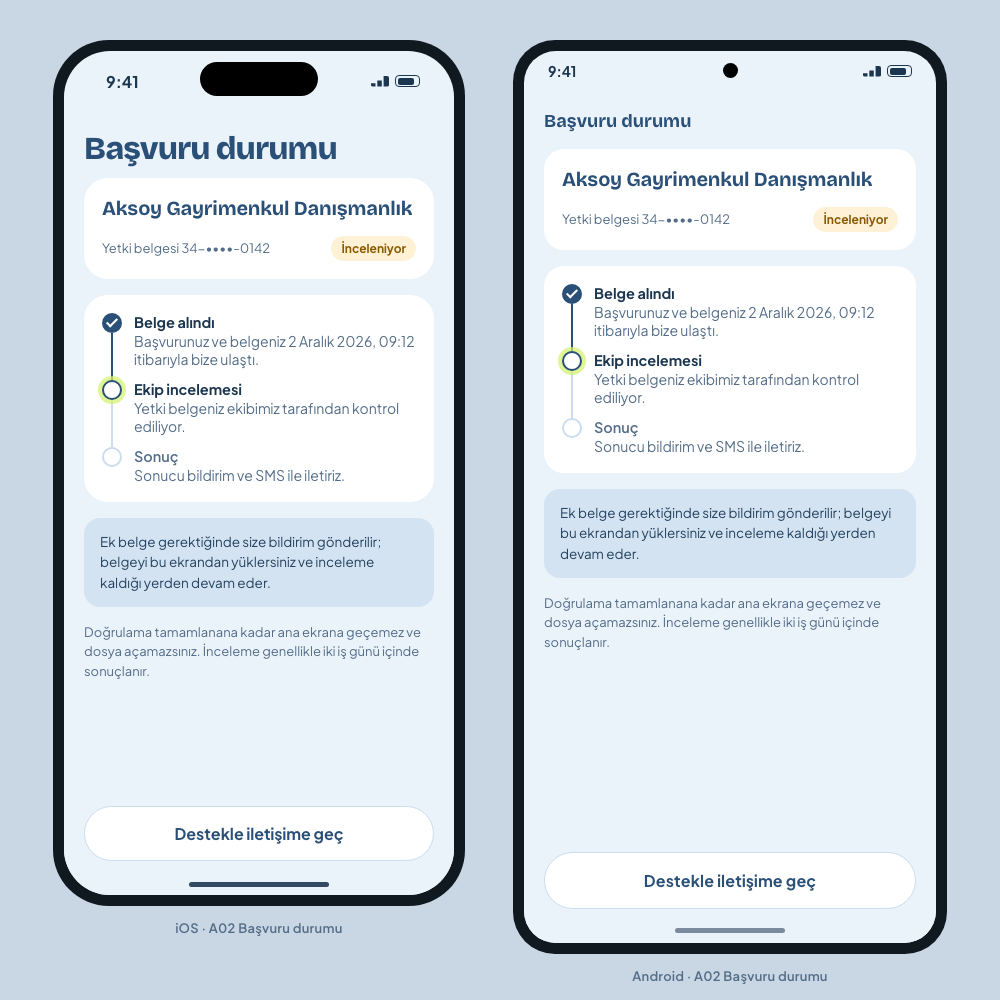 9:41
Başvuru durumu
Aksoy Gayrimenkul Danışmanlık
Yetki belgesi 34-••••-0142
İnceleniyor
Belge alındı
Başvurunuz ve belgeniz 2 Aralık 2026, 09:12
itibarıyla bize ulaştı.
Ekip incelemesi
Yetki belgeniz ekibimiz tarafından kontrol
ediliyor.
Sonuç
Sonucu bildirim ve SMS ile iletiriz.
Ek belge gerektiğinde size bildirim gönderilir;
belgeyi bu ekrandan yüklersiniz ve inceleme
kaldığı yerden devam eder.
Doğrulama tamamlanana kadar ana ekrana geçemez ve
dosya açamazsınız. İnceleme genellikle iki iş günü içinde
sonuçlanır.
Destekle iletişime geç
iOS · A02 Başvuru durumu
9:41
Başvuru durumu
Aksoy Gayrimenkul Danışmanlık
Yetki belgesi 34-••••-0142
İnceleniyor
Belge alındı
Başvurunuz ve belgeniz 2 Aralık 2026, 09:12
itibarıyla bize ulaştı.
Ekip incelemesi
Yetki belgeniz ekibimiz tarafından kontrol
ediliyor.
Sonuç
Sonucu bildirim ve SMS ile iletiriz.
Ek belge gerektiğinde size bildirim gönderilir; belgeyi
bu ekrandan yüklersiniz ve inceleme kaldığı yerden
devam eder.
Doğrulama tamamlanana kadar ana ekrana geçemez ve
dosya açamazsınız. İnceleme genellikle iki iş günü içinde
sonuçlanır.
Destekle iletişime geç
Android · A02 Başvuru durumu